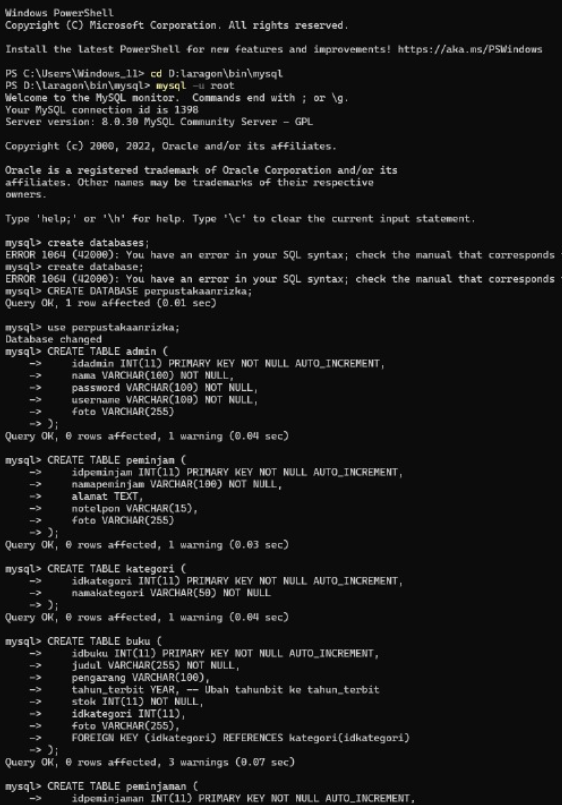 Windows PowerShell
Copyright (C) Microsoft Corporation. All rights reserved.
Install the latest PowerShell for new features and improvements! https://aka.ms/PSWindows
PS C:\Users\Windows_11> cd D:laragon\bin\mysql
PS D:\laragon\bin\mysql> mysql -u root
Welcome to the MySQL monitor.  Commands end with ; or \g.
Your MySQL connection id is 1398
Server version: 8.0.30 MySQL Community Server - GPL
Copyright (c) 2000, 2022, Oracle and/or its affiliates.
Oracle is a registered trademark of Oracle Corporation and/or its
affiliates. Other names may be trademarks of their respective
owners.
Type 'help;' or '\h' for help. Type '\c' to clear the current input statement.
mysql> create databases;
ERROR 1064 (42000): You have an error in your SQL syntax; check the manual that corresponds
mysql> create database;
ERROR 1064 (42000): You have an error in your SQL syntax; check the manual that corresponds
mysql> CREATE DATABASE perpustakaanrizka;
Query OK, 1 row affected (0.01 sec)
mysql> use perpustakaanrizka;
Database changed
mysql> CREATE TABLE admin (
    ->     idadmin INT(11) PRIMARY KEY NOT NULL AUTO_INCREMENT,
    ->     nama VARCHAR(100) NOT NULL,
    ->     password VARCHAR(100) NOT NULL,
    ->     username VARCHAR(100) NOT NULL,
    ->     foto VARCHAR(255)
    -> );
Query OK, 0 rows affected, 1 warning (0.04 sec)
mysql> CREATE TABLE peminjam (
    ->     idpeminjam INT(11) PRIMARY KEY NOT NULL AUTO_INCREMENT,
    ->     namapeminjam VARCHAR(100) NOT NULL,
    ->     alamat TEXT,
    ->     notelpon VARCHAR(15),
    ->     foto VARCHAR(255)
    -> );
Query OK, 0 rows affected, 1 warning (0.03 sec)
mysql> CREATE TABLE kategori (
    ->     idkategori INT(11) PRIMARY KEY NOT NULL AUTO_INCREMENT,
    ->     namakategori VARCHAR(50) NOT NULL
    -> );
Query OK, 0 rows affected, 1 warning (0.04 sec)
mysql> CREATE TABLE buku (
    ->     idbuku INT(11) PRIMARY KEY NOT NULL AUTO_INCREMENT,
    ->     judul VARCHAR(255) NOT NULL,
    ->     pengarang VARCHAR(100),
    ->     tahun_terbit YEAR, -- Ubah tahunbit ke tahun_terbit
    ->     stok INT(11) NOT NULL,
    ->     idkategori INT(11),
    ->     foto VARCHAR(255),
    ->     FOREIGN KEY (idkategori) REFERENCES kategori(idkategori)
    -> );
Query OK, 0 rows affected, 3 warnings (0.07 sec)
mysql> CREATE TABLE peminjaman (
    ->     idpeminjaman INT(11) PRIMARY KEY NOT NULL AUTO_INCREMENT,